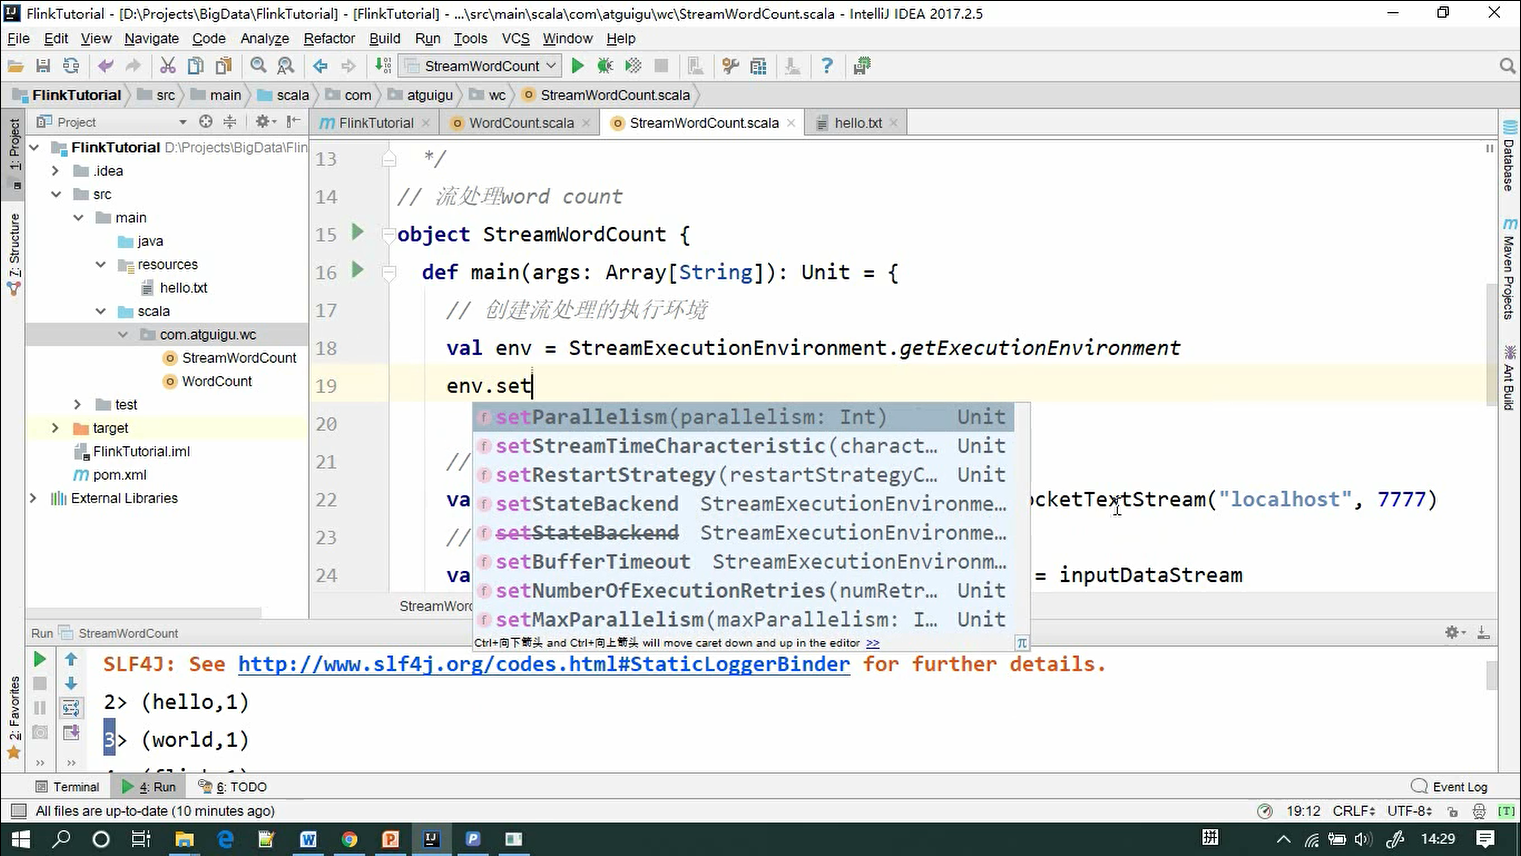 FlinkTutorial - [D:\Projects\BigData\FlinkTutorial] - [FlinkTutorial] - ...\src\main\scala\com\atguigu\wc\StreamWordCount.scala - IntelliJ IDEA 2017.2.5
File Edit View Navigate Code Analyze Refactor Build Run Tools VCS Window Help
StreamWordCount
FlinkTutorial src main scala com atguigu wc StreamWordCount.scala
Project
FlinkTutorial WordCount.scala StreamWordCount.scala hello.txt
1: Project
7: Structure
2: Favorites
FlinkTutorial D:\Projects\BigData\Flin
.idea
src
main
java
resources
hello.txt
scala
com.atguigu.wc
StreamWordCount
WordCount
test
target
FlinkTutorial.iml
pom.xml
External Libraries
13 */
14 // 流处理word count
15 object StreamWordCount {
16 def main(args: Array[String]): Unit = {
17 // 创建流处理的执行环境
18 val env = StreamExecutionEnvironment.getExecutionEnvironment
19 env.set
20
21 //
22 va ocketTextStream("localhost", 7777)
23 //
24 va = inputDataStream
setParallelism(parallelism: Int) Unit
setStreamTimeCharacteristic(charact... Unit
setRestartStrategy(restartStrategyC... Unit
setStateBackend StreamExecutionEnvironme...
setStateBackend StreamExecutionEnvironme...
setBufferTimeout StreamExecutionEnvironm...
setNumberOfExecutionRetries(numRetr... Unit
setMaxParallelism(maxParallelism: I... Unit
Ctrl+向下箭头 and Ctrl+向上箭头 will move caret down and up in the editor >> π
StreamWord
Database
Maven Projects
Ant Build
Run StreamWordCount
SLF4J: See http://www.slf4j.org/codes.html#StaticLoggerBinder for further details.
2> (hello,1)
3> (world,1)
Terminal 4: Run 6: TODO Event Log
All files are up-to-date (10 minutes ago) 19:12 CRLF UTF-8 [T]
拼 14:29